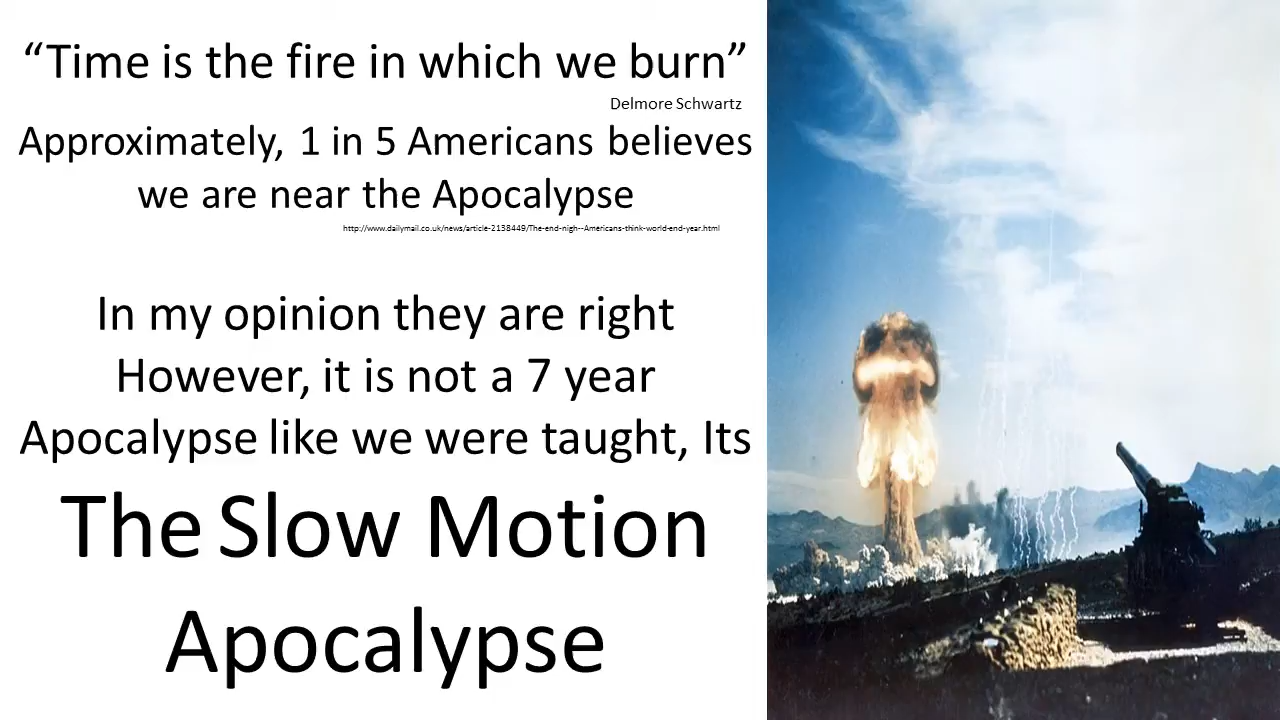 “Time is the fire in which we burn”
Delmore Schwartz
Approximately, 1 in 5 Americans believes
we are near the Apocalypse
http://www.dailymail.co.uk/news/article-2138449/The-end-nigh--Americans-think-world-end-year.html
In my opinion they are right
However, it is not a 7 year
Apocalypse like we were taught, Its
The Slow Motion
Apocalypse